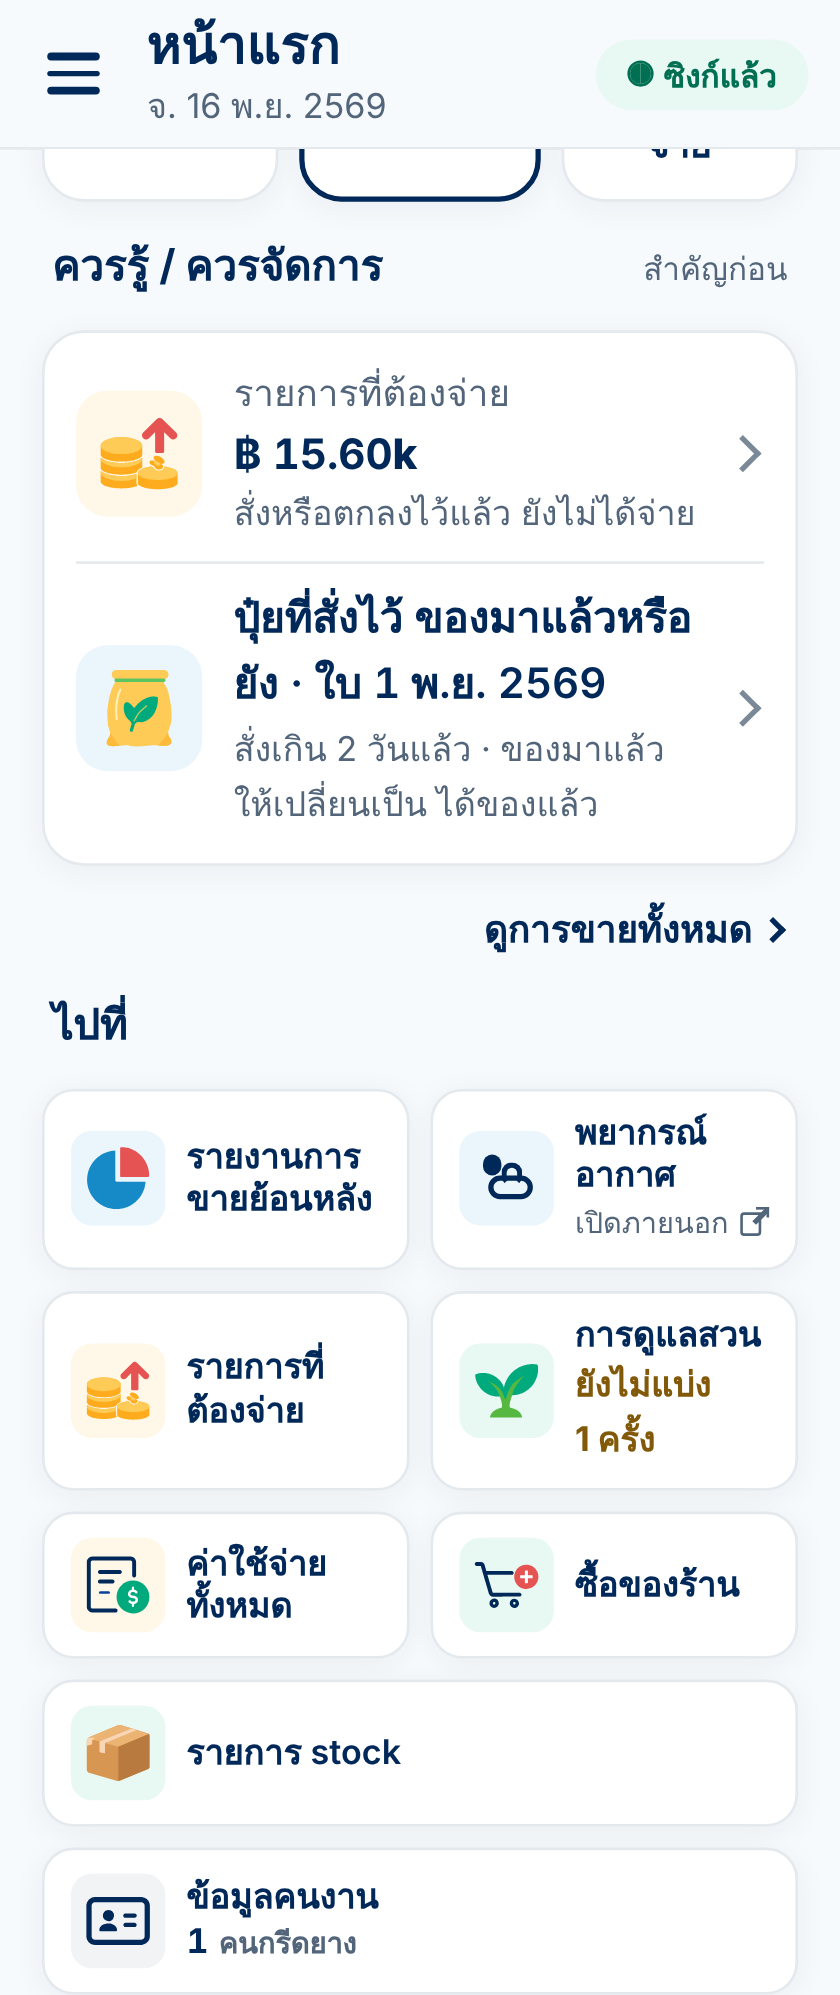 หน้าแรก
จ. 16 พ.ย. 2569
ซิงก์แล้ว
ควรรู้ / ควรจัดการ
สำคัญก่อน
รายการที่ต้องจ่าย
฿ 15.60k
สั่งหรือตกลงไว้แล้ว ยังไม่ได้จ่าย
ปุ๋ยที่สั่งไว้ ของมาแล้วหรือ
ยัง · ใบ 1 พ.ย. 2569
สั่งเกิน 2 วันแล้ว · ของมาแล้ว
ให้เปลี่ยนเป็น ได้ของแล้ว
ดูการขายทั้งหมด
ไปที่
รายงานการ
ขายย้อนหลัง
พยากรณ์
อากาศ
เปิดภายนอก
รายการที่
ต้องจ่าย
การดูแลสวน
ยังไม่แบ่ง
1 ครั้ง
ค่าใช้จ่าย
ทั้งหมด
ซื้อของร้าน
รายการ stock
ข้อมูลคนงาน
1 คนกรีดยาง